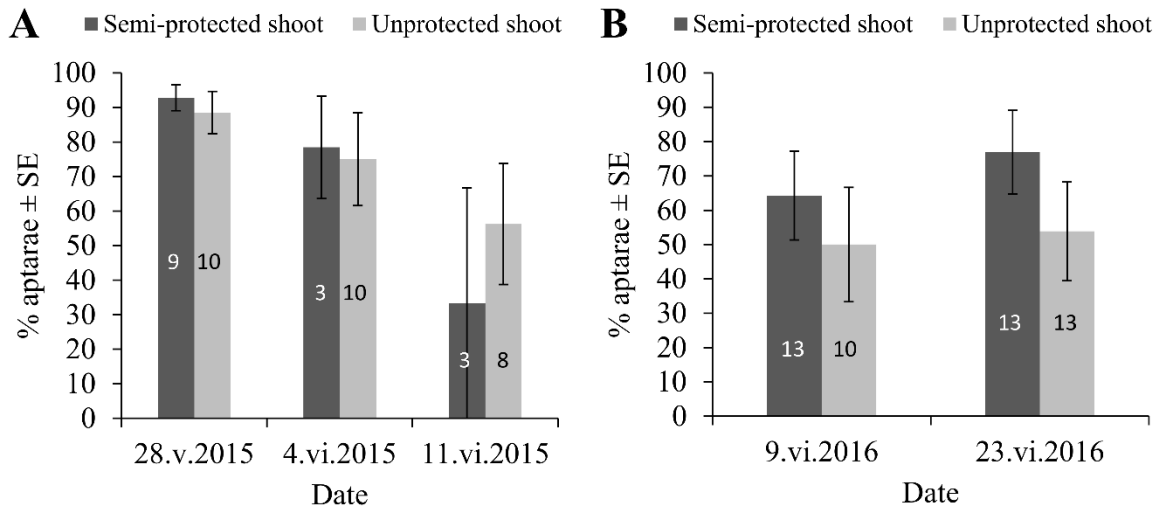 A
Semi-protected shoot Unprotected shoot
% aptarae ± SE
100
90
80
70
60
50
40
30
20
10
0
9 10 3 10 3 8
28.v.2015 4.vi.2015 11.vi.2015
Date
B
Semi-protected shoot Unprotected shoot
% aptarae ± SE
100
90
80
70
60
50
40
30
20
10
0
13 10 13 13
9.vi.2016 23.vi.2016
Date